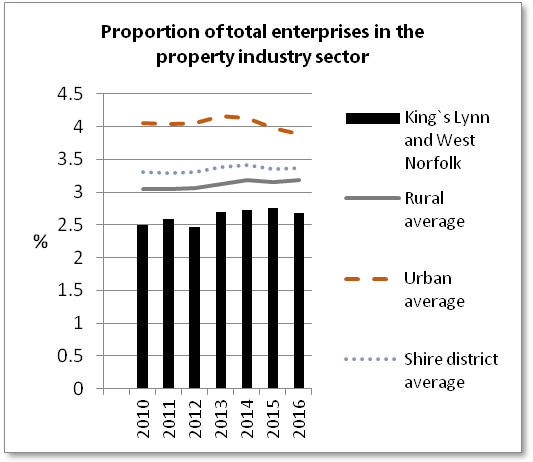 Proportion of total enterprises in the
property industry sector
4.5
4
3.5
3
2.5
2
1.5
1
0.5
0
%
2010
2011
2012
2013
2014
2015
2016
King`s Lynn
and West
Norfolk
Rural
average
Urban
average
Shire district
average